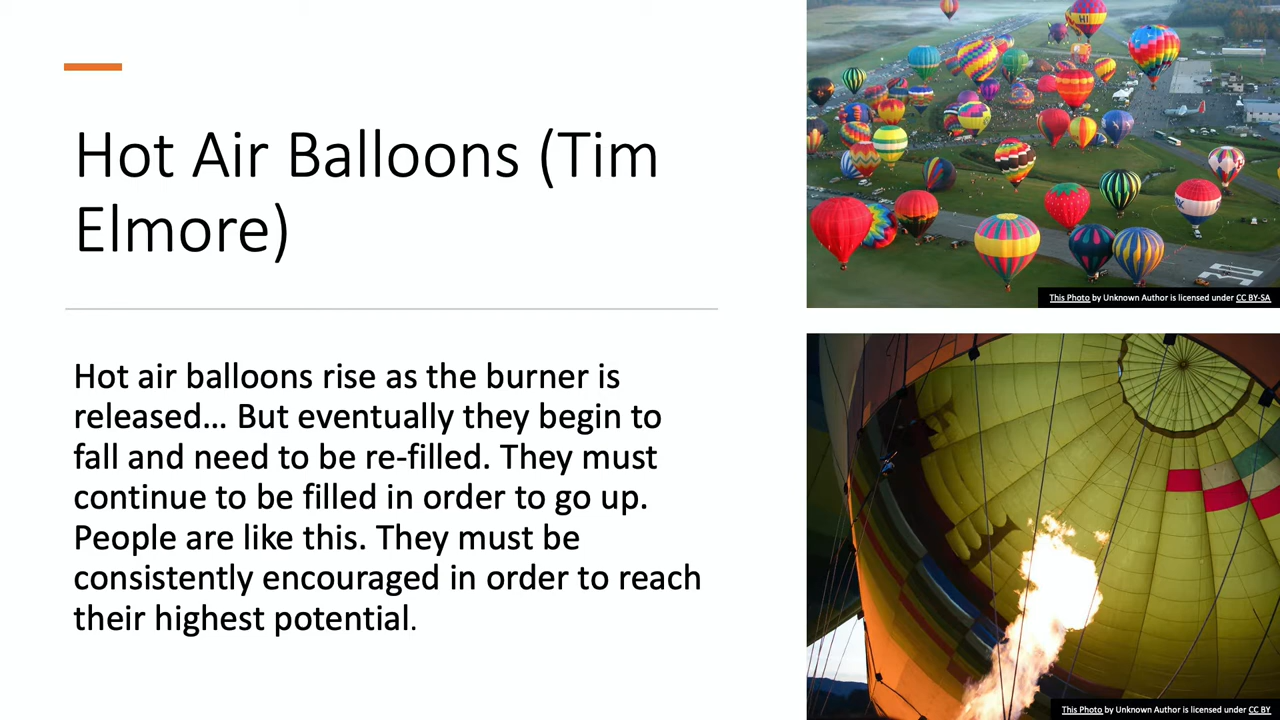 Hot Air Balloons (Tim
Elmore)
Hot air balloons rise as the burner is
released... But eventually they begin to
fall and need to be re-filled. They must
continue to be filled in order to go up.
People are like this. They must be
consistently encouraged in order to reach
their highest potential.
This Photo by Unknown Author is licensed under CC BY-SA
This Photo by Unknown Author is licensed under CC BY